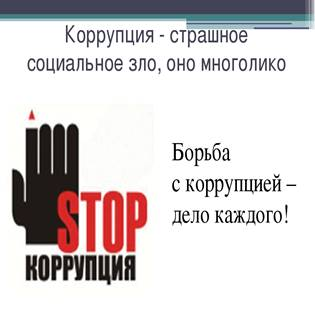 Коррупция - страшное
социальное зло, оно многолико
Борьба
с коррупцией –
дело каждого!
STOP
КОРРУПЦИЯ